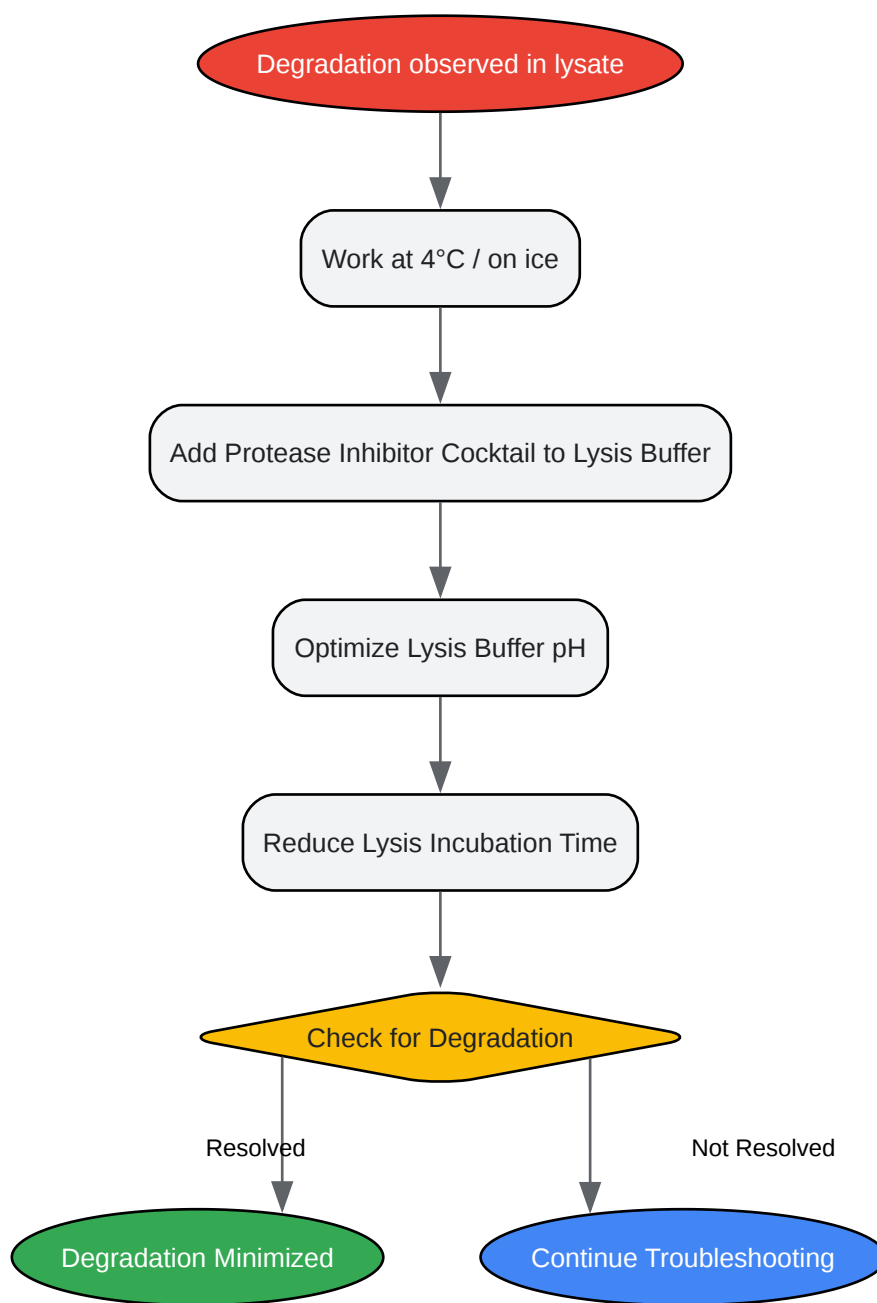 Degradation observed in lysate
Work at 4°C / on ice
Add Protease Inhibitor Cocktail to Lysis Buffer
Optimize Lysis Buffer pH
Reduce Lysis Incubation Time
Check for Degradation
Resolved
Not Resolved
Degradation Minimized
Continue Troubleshooting